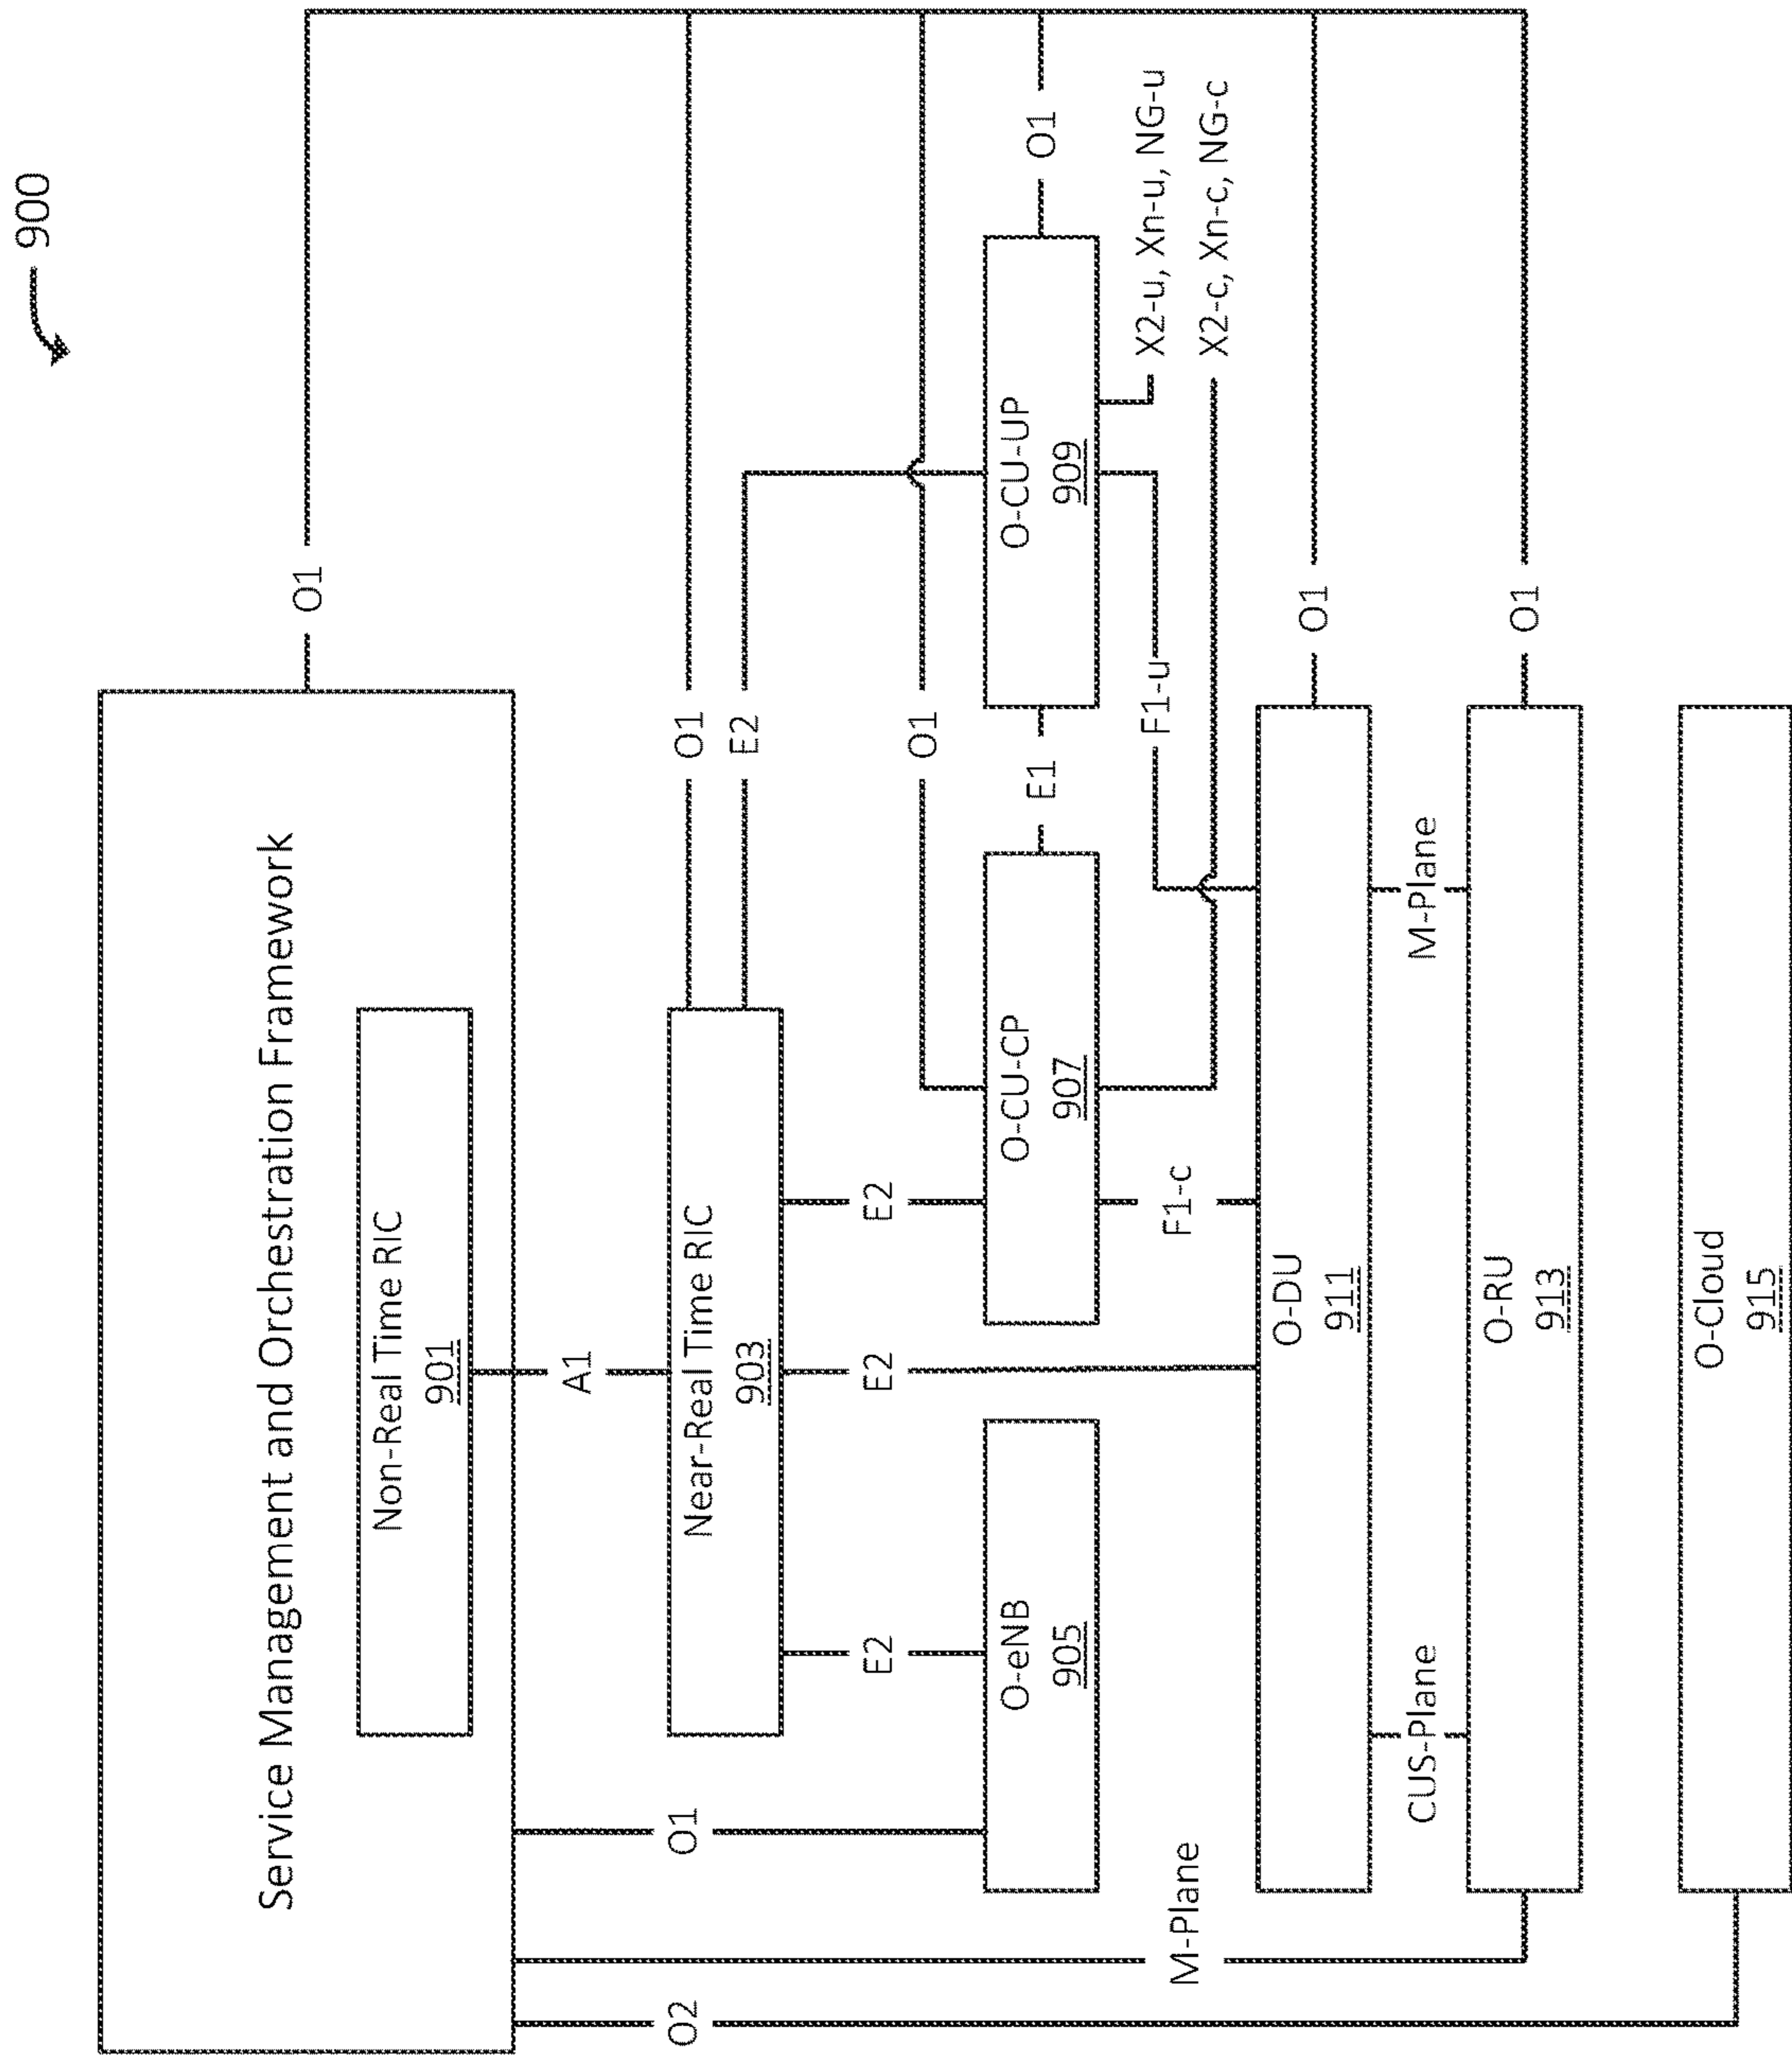 900
Service Management and Orchestration Framework
Non-Real Time RIC
901
O1
A1
O2
O1
Near-Real Time RIC
903
O1
E2
E2
E2
E2
O1
O-eNB
905
O-CU-CP
907
E1
O-CU-UP
909
O1
M-Plane
F1-c
F1-u
X2-u, Xn-u, NG-u
X2-c, Xn-c, NG-c
O-DU
911
O1
CUS-Plane
M-Plane
O-RU
913
O1
O-Cloud
915